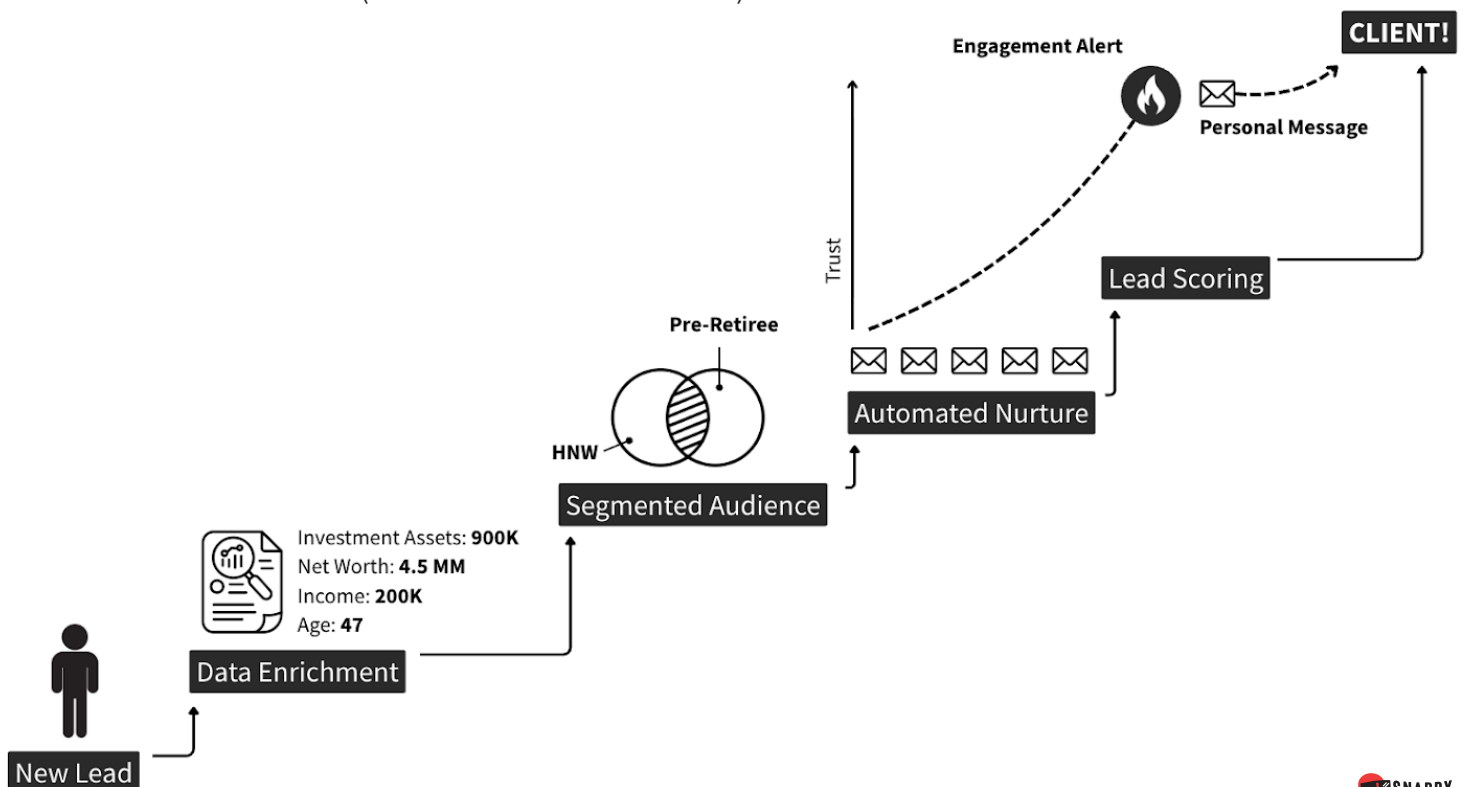 CLIENT!
Engagement Alert
Personal Message
Trust
Lead Scoring
Pre-Retiree
HNW
Automated Nurture
Segmented Audience
Investment Assets: 900K
Net Worth: 4.5 MM
Income: 200K
Age: 47
Data Enrichment
New Lead